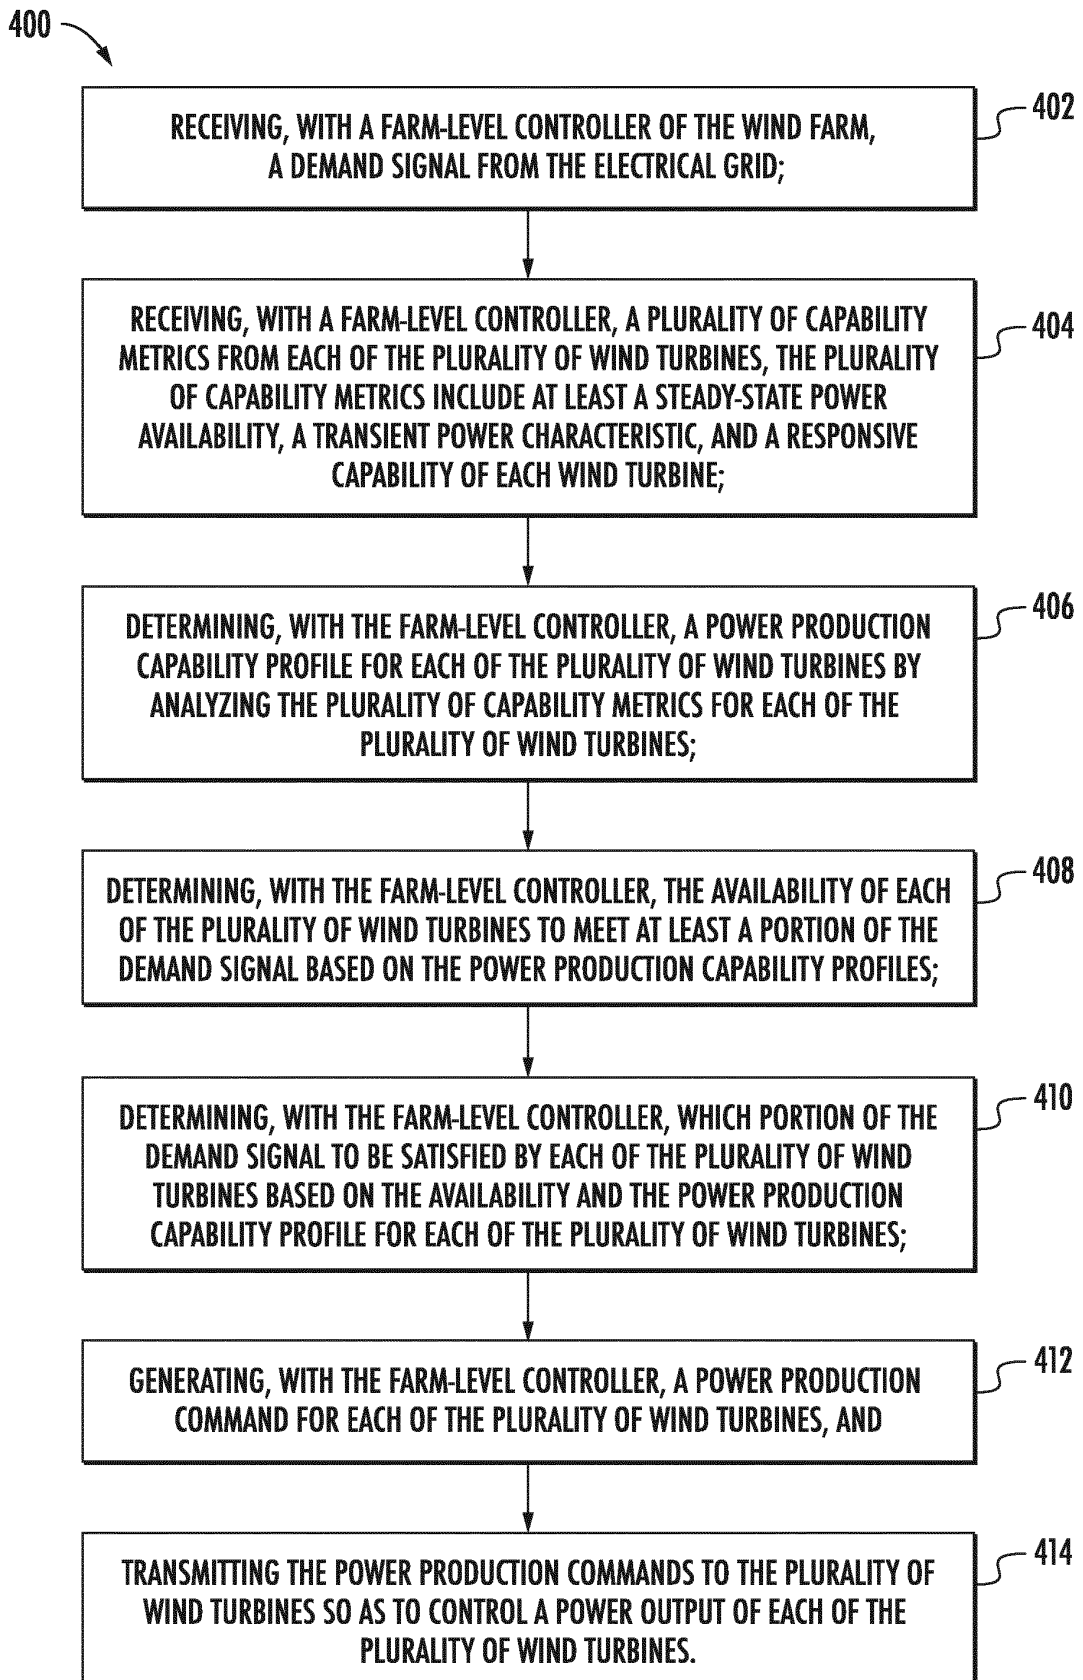 400
402
RECEIVING, WITH A FARM-LEVEL CONTROLLER OF THE WIND FARM,
A DEMAND SIGNAL FROM THE ELECTRICAL GRID;
404
RECEIVING, WITH A FARM-LEVEL CONTROLLER, A PLURALITY OF CAPABILITY
METRICS FROM EACH OF THE PLURALITY OF WIND TURBINES, THE PLURALITY
OF CAPABILITY METRICS INCLUDE AT LEAST A STEADY-STATE POWER
AVAILABILITY, A TRANSIENT POWER CHARACTERISTIC, AND A RESPONSIVE
CAPABILITY OF EACH WIND TURBINE;
406
DETERMINING, WITH THE FARM-LEVEL CONTROLLER, A POWER PRODUCTION
CAPABILITY PROFILE FOR EACH OF THE PLURALITY OF WIND TURBINES BY
ANALYZING THE PLURALITY OF CAPABILITY METRICS FOR EACH OF THE
PLURALITY OF WIND TURBINES;
408
DETERMINING, WITH THE FARM-LEVEL CONTROLLER, THE AVAILABILITY OF EACH
OF THE PLURALITY OF WIND TURBINES TO MEET AT LEAST A PORTION OF THE
DEMAND SIGNAL BASED ON THE POWER PRODUCTION CAPABILITY PROFILES;
410
DETERMINING, WITH THE FARM-LEVEL CONTROLLER, WHICH PORTION OF THE
DEMAND SIGNAL TO BE SATISFIED BY EACH OF THE PLURALITY OF WIND
TURBINES BASED ON THE AVAILABILITY AND THE POWER PRODUCTION
CAPABILITY PROFILE FOR EACH OF THE PLURALITY OF WIND TURBINES;
412
GENERATING, WITH THE FARM-LEVEL CONTROLLER, A POWER PRODUCTION
COMMAND FOR EACH OF THE PLURALITY OF WIND TURBINES, AND
414
TRANSMITTING THE POWER PRODUCTION COMMANDS TO THE PLURALITY OF
WIND TURBINES SO AS TO CONTROL A POWER OUTPUT OF EACH OF THE
PLURALITY OF WIND TURBINES.